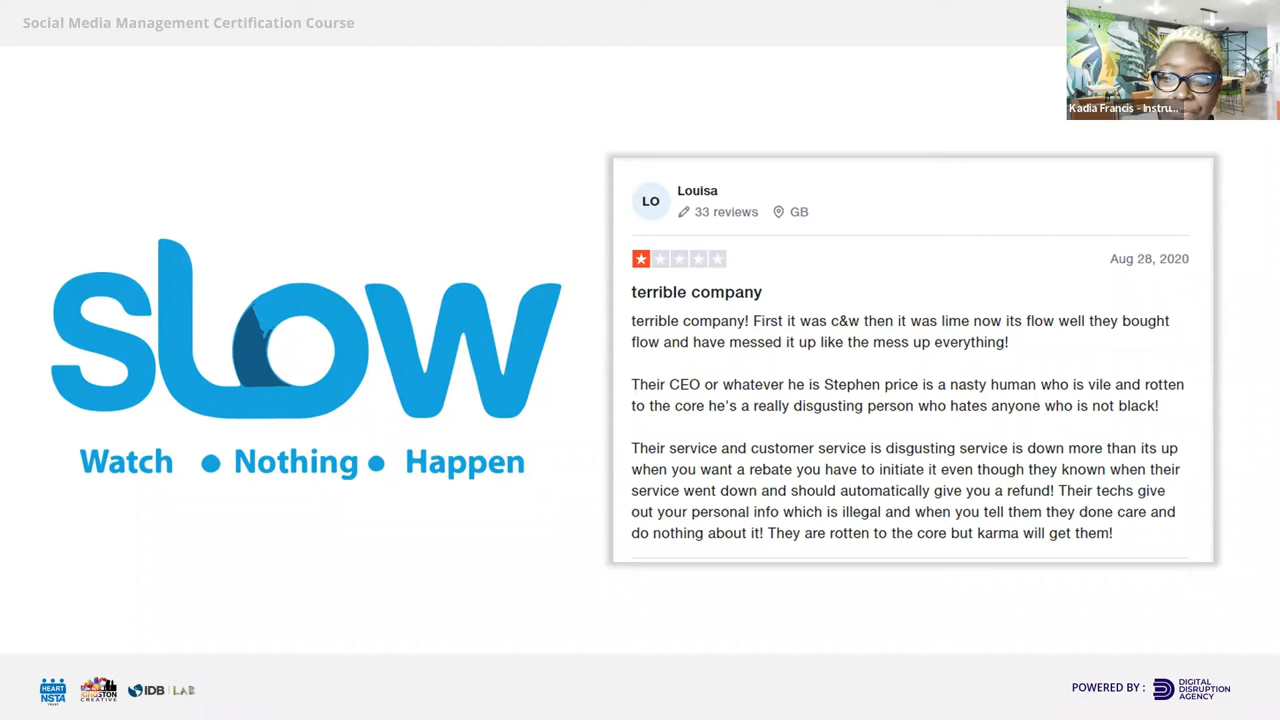 Social Media Management Certification Course
Kadia Francis - Instru...
SLOW
Watch • Nothing • Happen
LO
Louisa
33 reviews GB
Aug 28, 2020
terrible company
terrible company! First it was c&w then it was lime now its flow well they bought
flow and have messed it up like the mess up everything!
Their CEO or whatever he is Stephen price is a nasty human who is vile and rotten
to the core he's a really disgusting person who hates anyone who is not black!
Their service and customer service is disgusting service is down more than its up
when you want a rebate you have to initiate it even though they known when their
service went down and should automatically give you a refund! Their techs give
out your personal info which is illegal and when you tell them they done care and
do nothing about it! They are rotten to the core but karma will get them!
HEART
NSTA
TRUST
KINGSTON
CREATIVE
IDB | LAB
POWERED BY :
DIGITAL
DISRUPTION
AGENCY